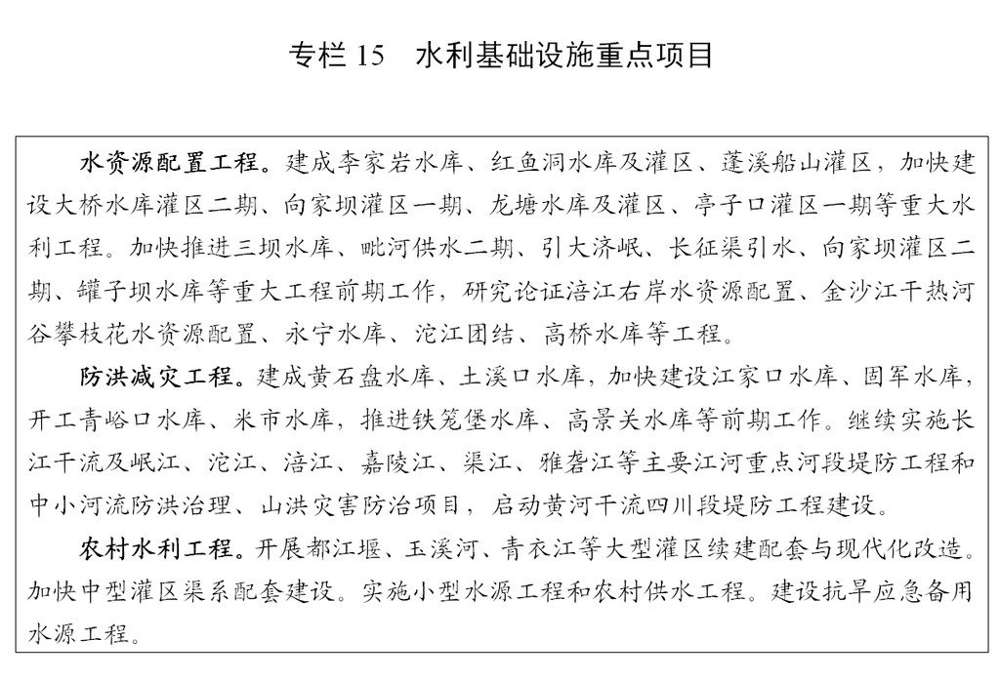 专栏 15　水利基础设施重点项目
水资源配置工程。建成李家岩水库、红鱼洞水库及灌区、蓬溪船山灌区，加快建
设大桥水库灌区二期、向家坝灌区一期、龙塘水库及灌区、亭子口灌区一期等重大水
利工程。加快推进三坝水库、毗河供水二期、引大济岷、长征渠引水、向家坝灌区二
期、罐子坝水库等重大工程前期工作，研究论证涪江右岸水资源配置、金沙江干热河
谷攀枝花水资源配置、永宁水库、沱江团结、高桥水库等工程。
防洪减灾工程。建成黄石盘水库、土溪口水库，加快建设江家口水库、固军水库，
开工青峪口水库、米市水库，推进铁笼堡水库、高景关水库等前期工作。继续实施长
江干流及岷江、沱江、涪江、嘉陵江、渠江、雅砻江等主要江河重点河段堤防工程和
中小河流防洪治理、山洪灾害防治项目，启动黄河干流四川段堤防工程建设。
农村水利工程。开展都江堰、玉溪河、青衣江等大型灌区续建配套与现代化改造。
加快中型灌区渠系配套建设。实施小型水源工程和农村供水工程。建设抗旱应急备用
水源工程。